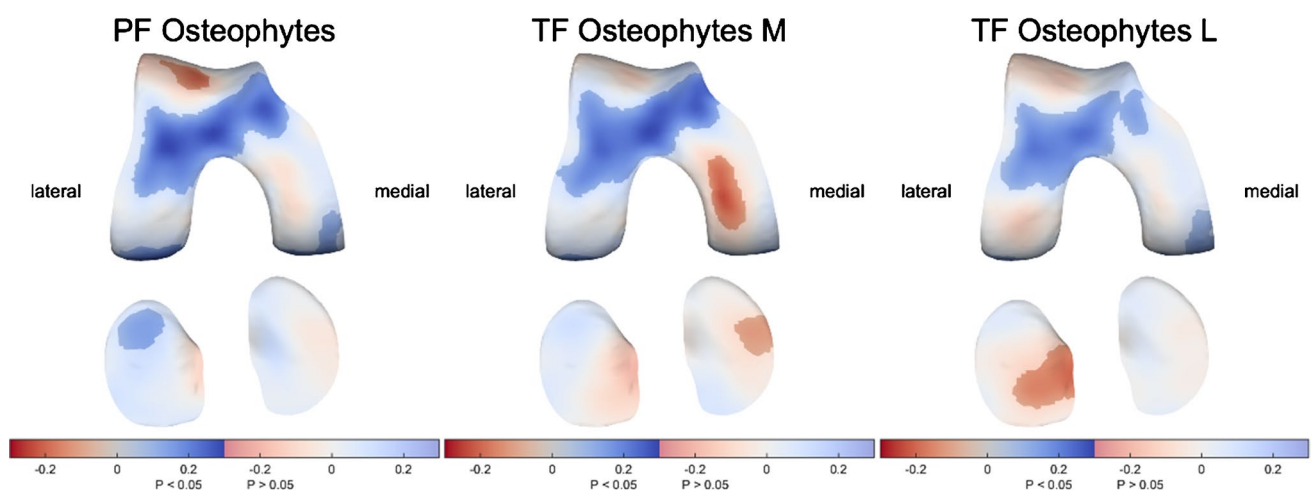 PF Osteophytes TF Osteophytes M TF Osteophytes L
lateral medial lateral medial lateral medial
-0.2 0 0.2 -0.2 0 0.2 -0.2 0 0.2 -0.2 0 0.2 -0.2 0 0.2 -0.2 0 0.2
P < 0.05 P > 0.05 P < 0.05 P > 0.05 P < 0.05 P > 0.05